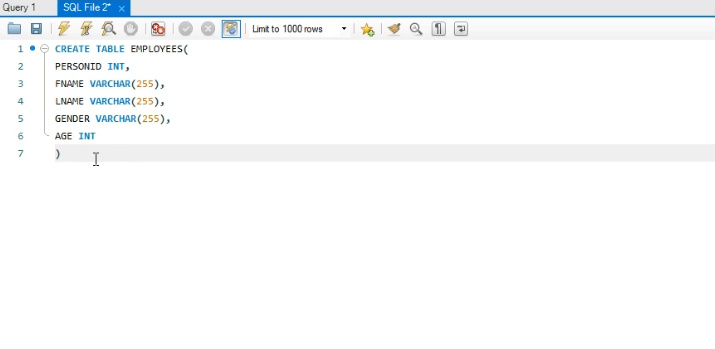 Query 1 SQL File 2* ×
Limit to 1000 rows
1 CREATE TABLE EMPLOYEES(
2 PERSONID INT,
3 FNAME VARCHAR(255),
4 LNAME VARCHAR(255),
5 GENDER VARCHAR(255),
6 AGE INT
7 )